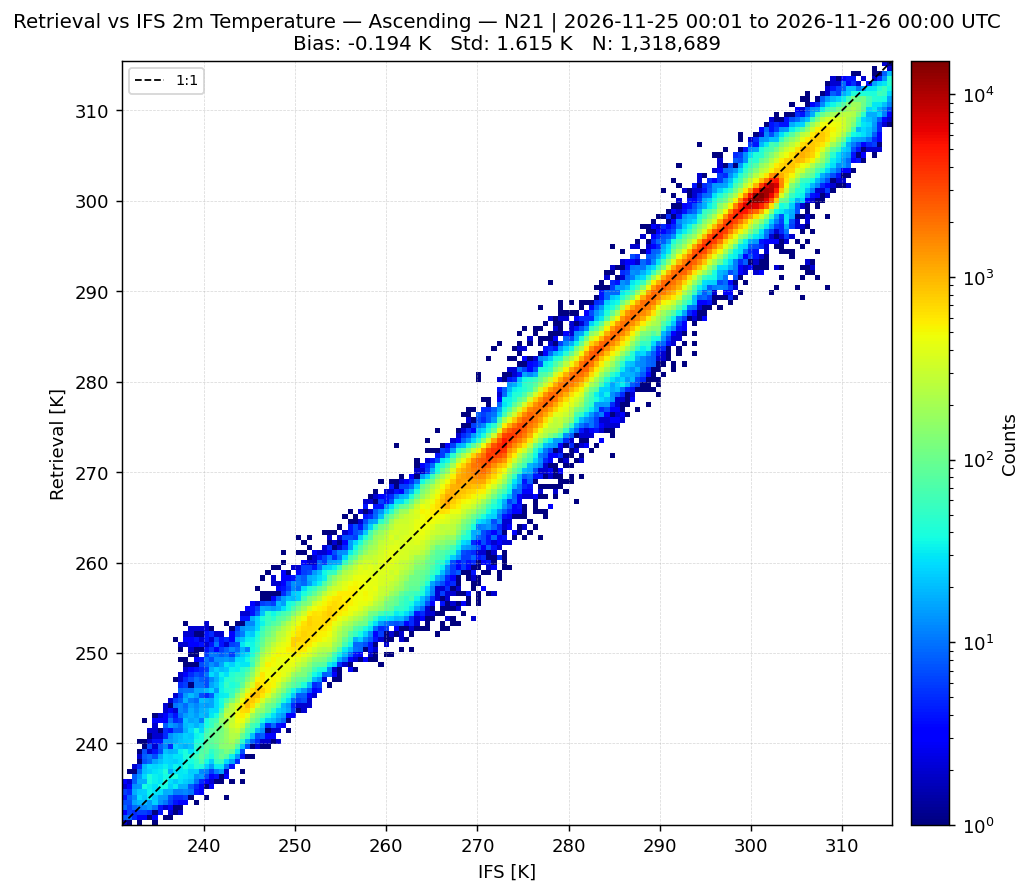 Retrieval vs IFS 2m Temperature — Ascending — N21 | 2026-11-25 00:01 to 2026-11-26 00:00 UTC
Bias: -0.194 K   Std: 1.615 K   N: 1,318,689
1:1
310
300
290
280
270
260
250
240
Retrieval [K]
240 250 260 270 280 290 300 310
IFS [K]
10⁴
10³
10²
10¹
10⁰
Counts